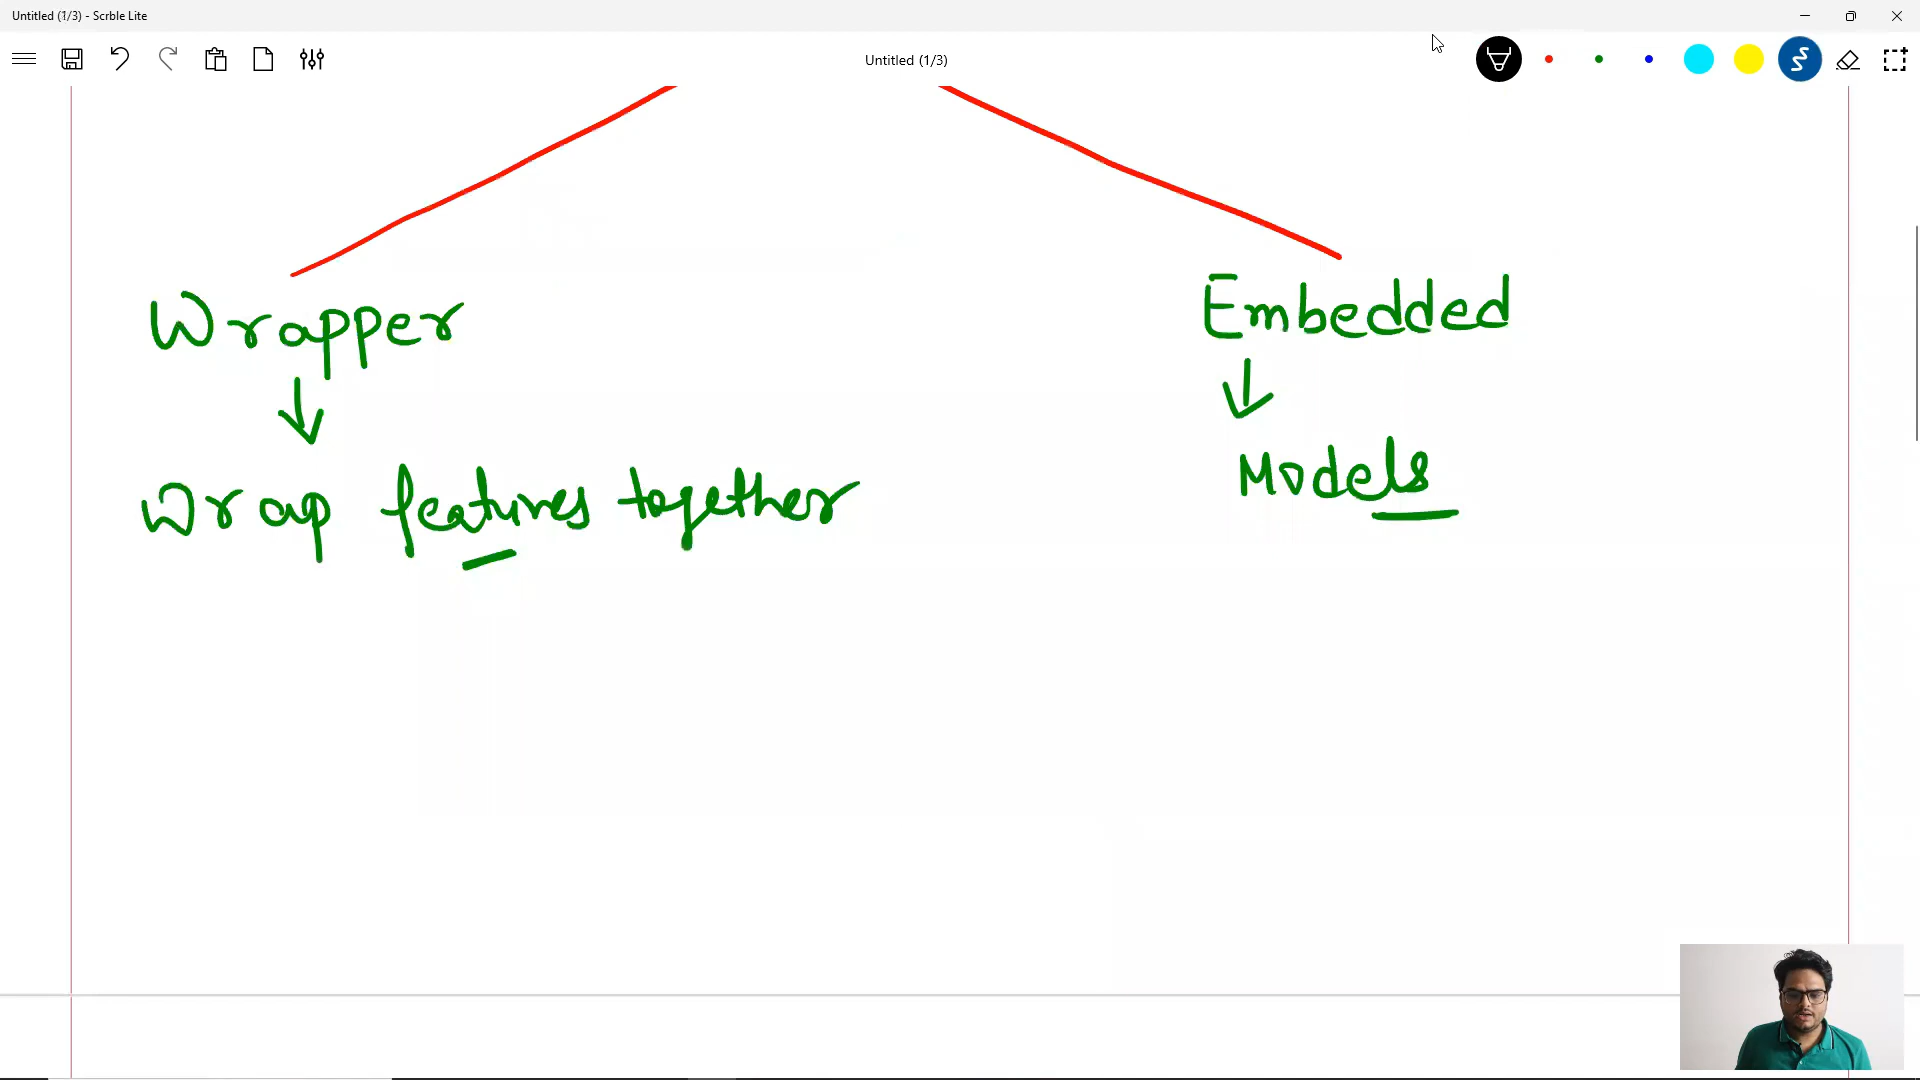 Untitled (1/3) - Scrble Lite
Untitled (1/3)
Wrapper
Embedded
Wrap features together
Models